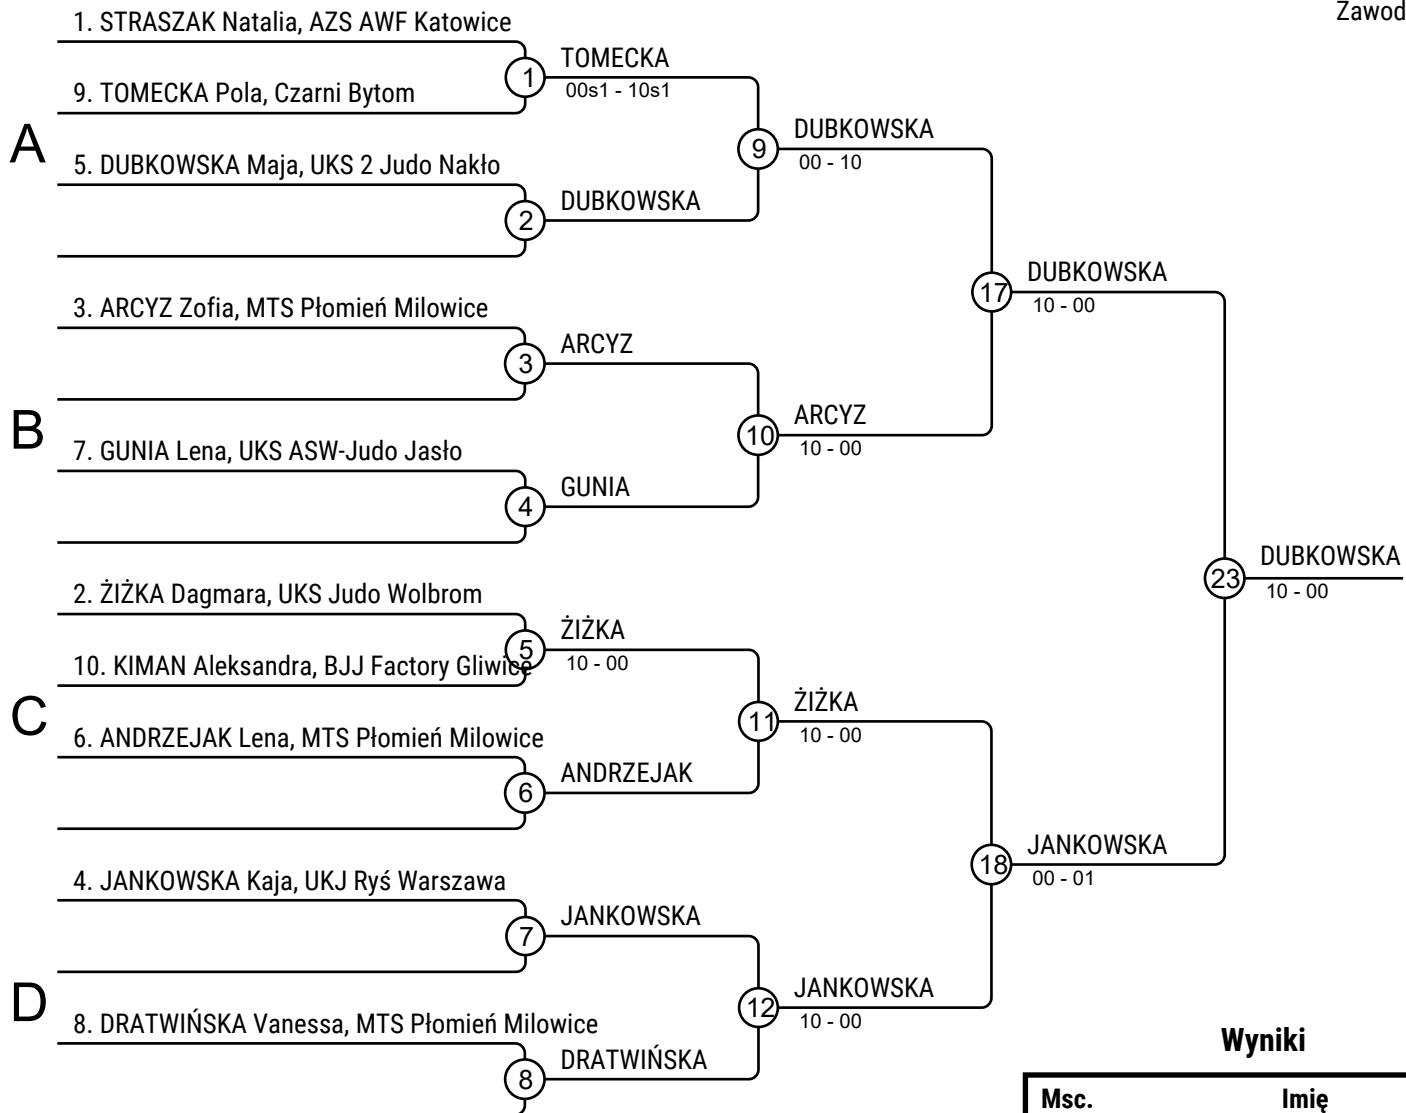 Zawod
1. STRASZAK Natalia, AZS AWF Katowice
1
TOMECKA
00s1 - 10s1
9. TOMECKA Pola, Czarni Bytom
A
9
DUBKOWSKA
00 - 10
5. DUBKOWSKA Maja, UKS 2 Judo Nakło
2
DUBKOWSKA
17
DUBKOWSKA
10 - 00
3. ARCYZ Zofia, MTS Płomień Milowice
3
ARCYZ
B
10
ARCYZ
10 - 00
7. GUNIA Lena, UKS ASW-Judo Jasło
4
GUNIA
23
DUBKOWSKA
10 - 00
2. ŻIŻKA Dagmara, UKS Judo Wolbrom
5
ŻIŻKA
10 - 00
10. KIMAN Aleksandra, BJJ Factory Gliwice
C
11
ŻIŻKA
10 - 00
6. ANDRZEJAK Lena, MTS Płomień Milowice
6
ANDRZEJAK
18
JANKOWSKA
00 - 01
4. JANKOWSKA Kaja, UKJ Ryś Warszawa
7
JANKOWSKA
D
12
JANKOWSKA
10 - 00
8. DRATWIŃSKA Vanessa, MTS Płomień Milowice
8
DRATWIŃSKA
Wyniki
Msc. Imię